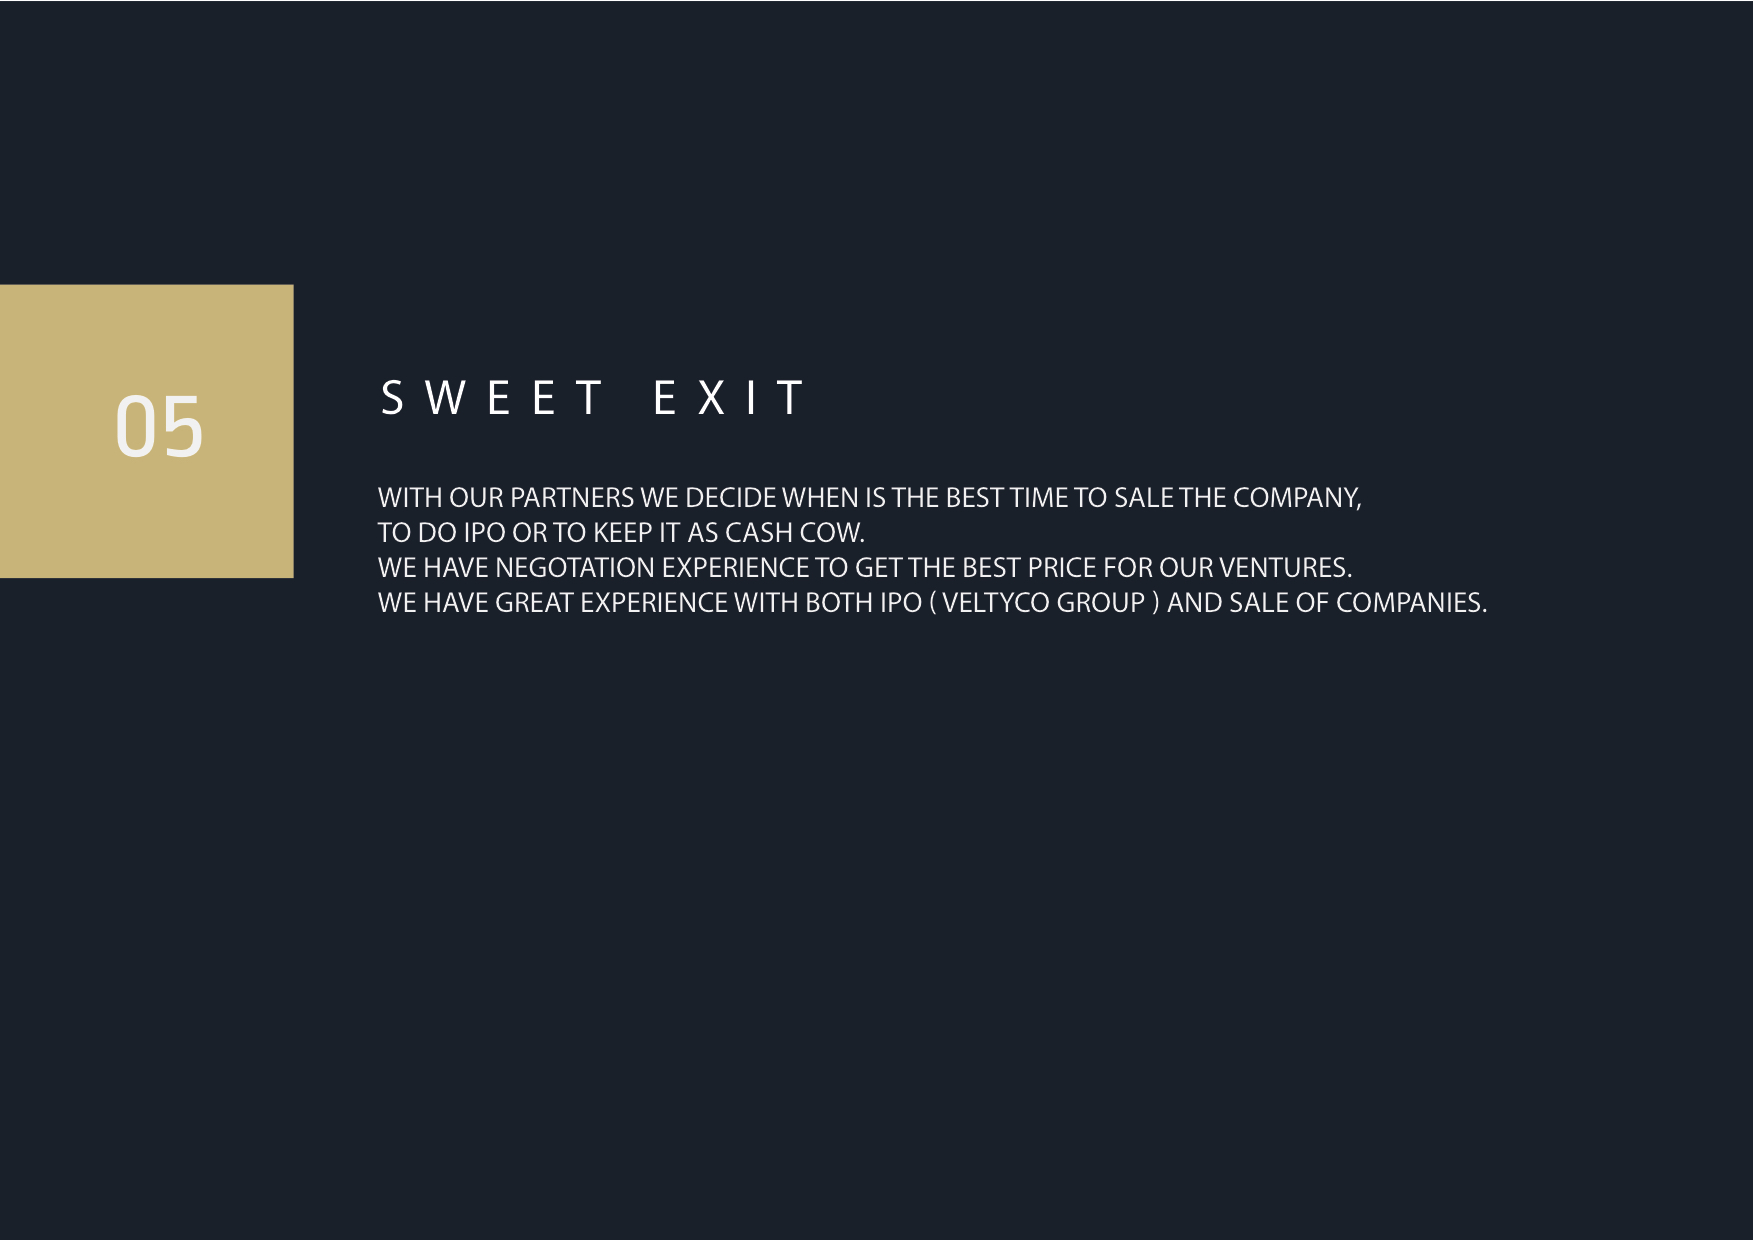 05
SWEET EXIT
WITH OUR PARTNERS WE DECIDE WHEN IS THE BEST TIME TO SALE THE COMPANY,
TO DO IPO OR TO KEEP IT AS CASH COW.
WE HAVE NEGOTATION EXPERIENCE TO GET THE BEST PRICE FOR OUR VENTURES.
WE HAVE GREAT EXPERIENCE WITH BOTH IPO ( VELTYCO GROUP ) AND SALE OF COMPANIES.